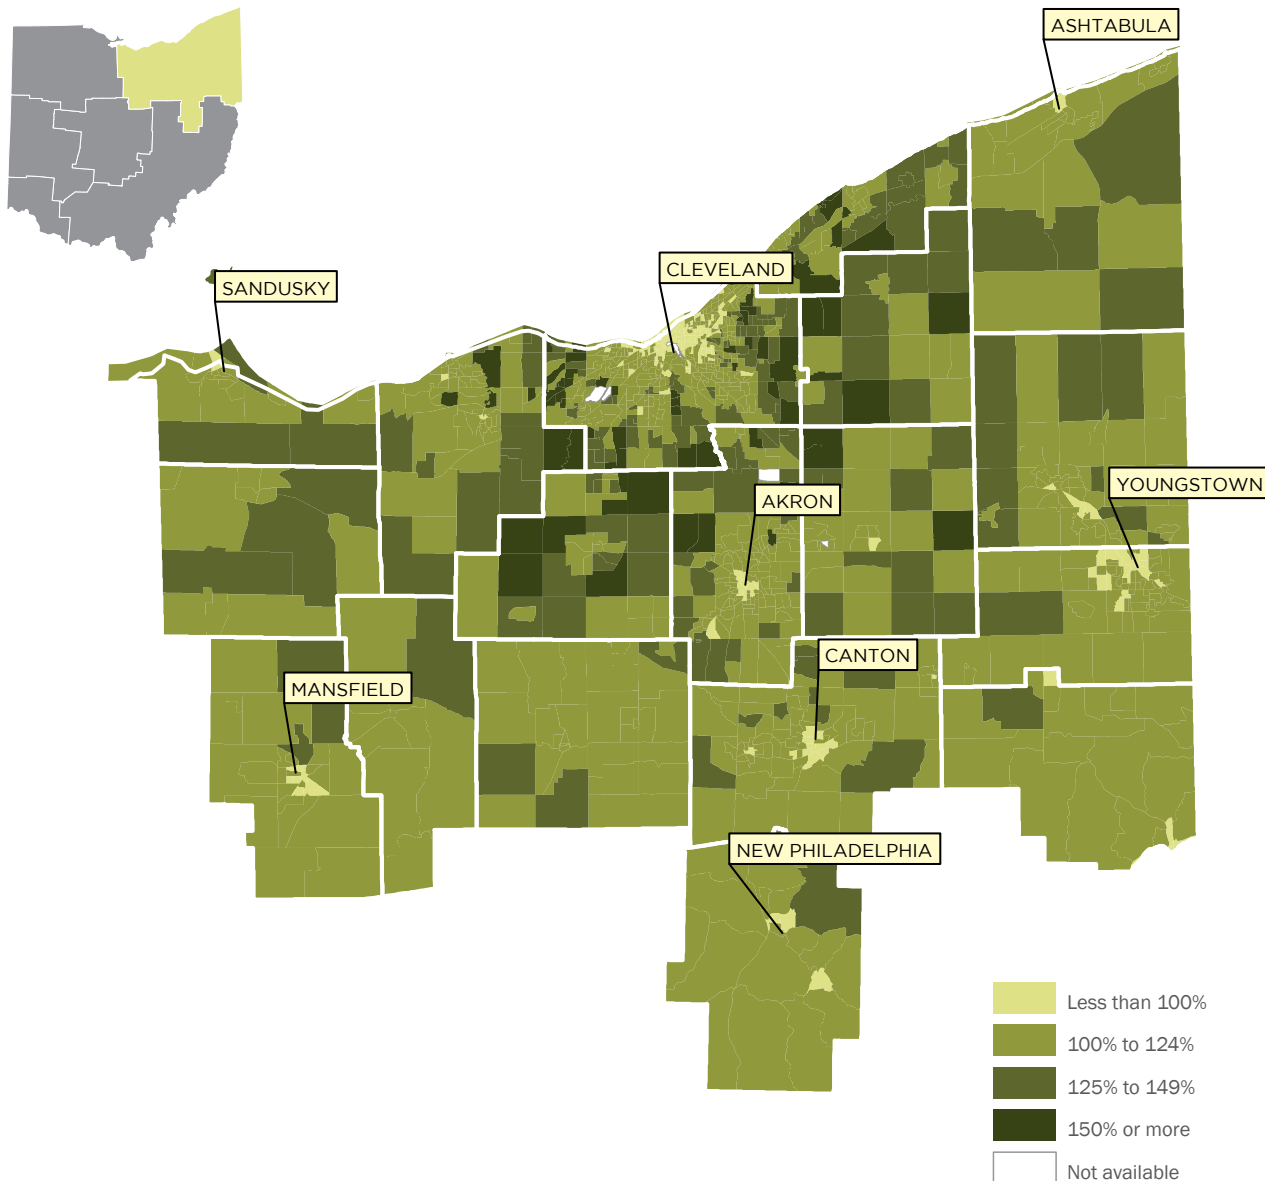 ASHTABULA
CLEVELAND
SANDUSKY
YOUNGSTOWN
AKRON
CANTON
MANSFIELD
NEW PHILADELPHIA
Less than 100%
100% to 124%
125% to 149%
150% or more
Not available